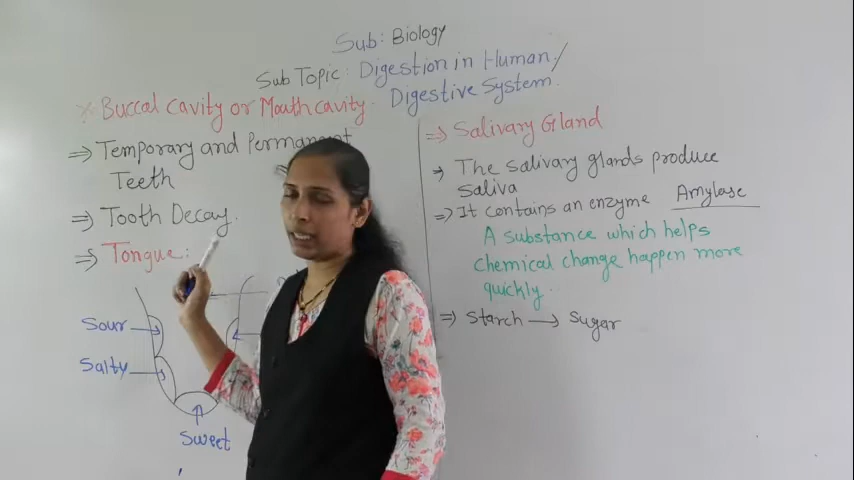 Sub: Biology
Sub Topic: Digestion in Human/
Digestive System.
× Buccal cavity or Mouth cavity.
⇒ Temporary and Permanent
Teeth
⇒ Tooth Decay.
⇒ Tongue:
Sour
Salty
Sweet
⇒ Salivary Gland
→ The salivary glands produce
saliva
⇒ It contains an enzyme Amylase
A substance which helps
chemical change happen more
quickly.
⇒ Starch → Sugar